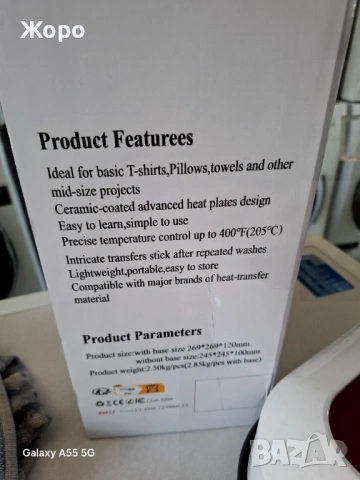 Жоро
Product Featurees
Ideal for basic T-shirts,Pillows,towels and other
mid-size projects
Ceramic-coated advanced heat plates design
Easy to learn,simple to use
Precise temperature control up to 400℉(205℃)
Intricate transfers stick after repeated washes
Lightweight,portable,easy to store
Compatible with major brands of heat-transfer
material
Product Parameters
Product size:with base size 269*269*120mm
without base size:245*245*100mm
Product weight:2.50kg/pcs(2.85kg/pcs with base)
Galaxy A55 5G
BAZAR
bg